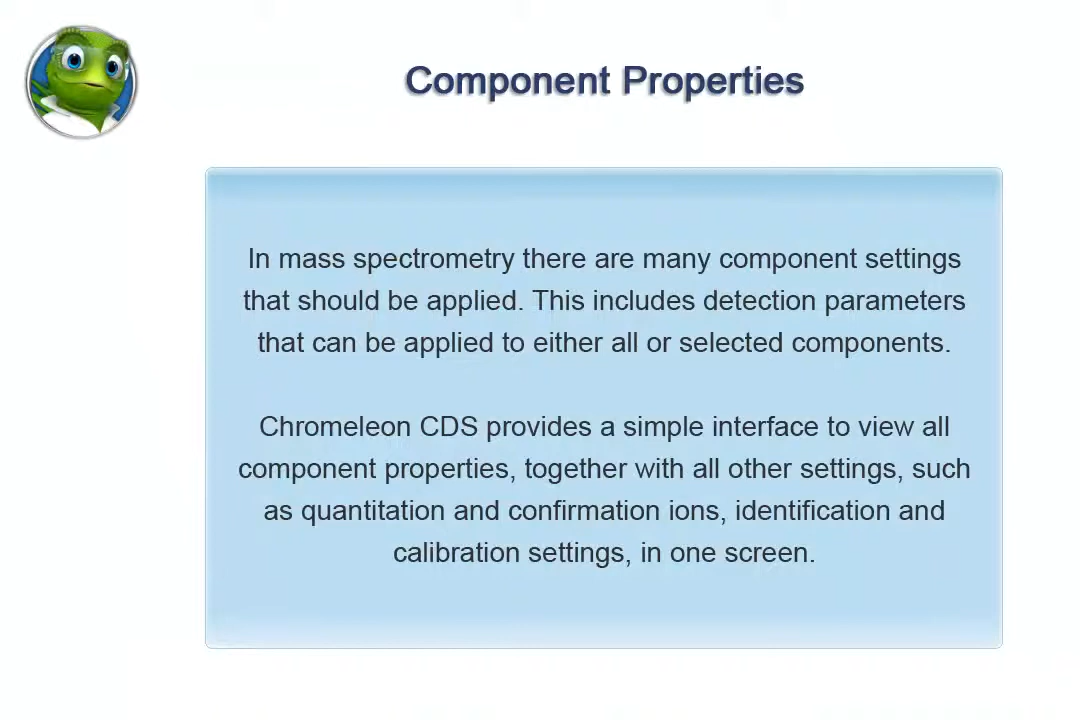 Component Properties
In mass spectrometry there are many component settings
that should be applied. This includes detection parameters
that can be applied to either all or selected components.
Chromeleon CDS provides a simple interface to view all
component properties, together with all other settings, such
as quantitation and confirmation ions, identification and
calibration settings, in one screen.